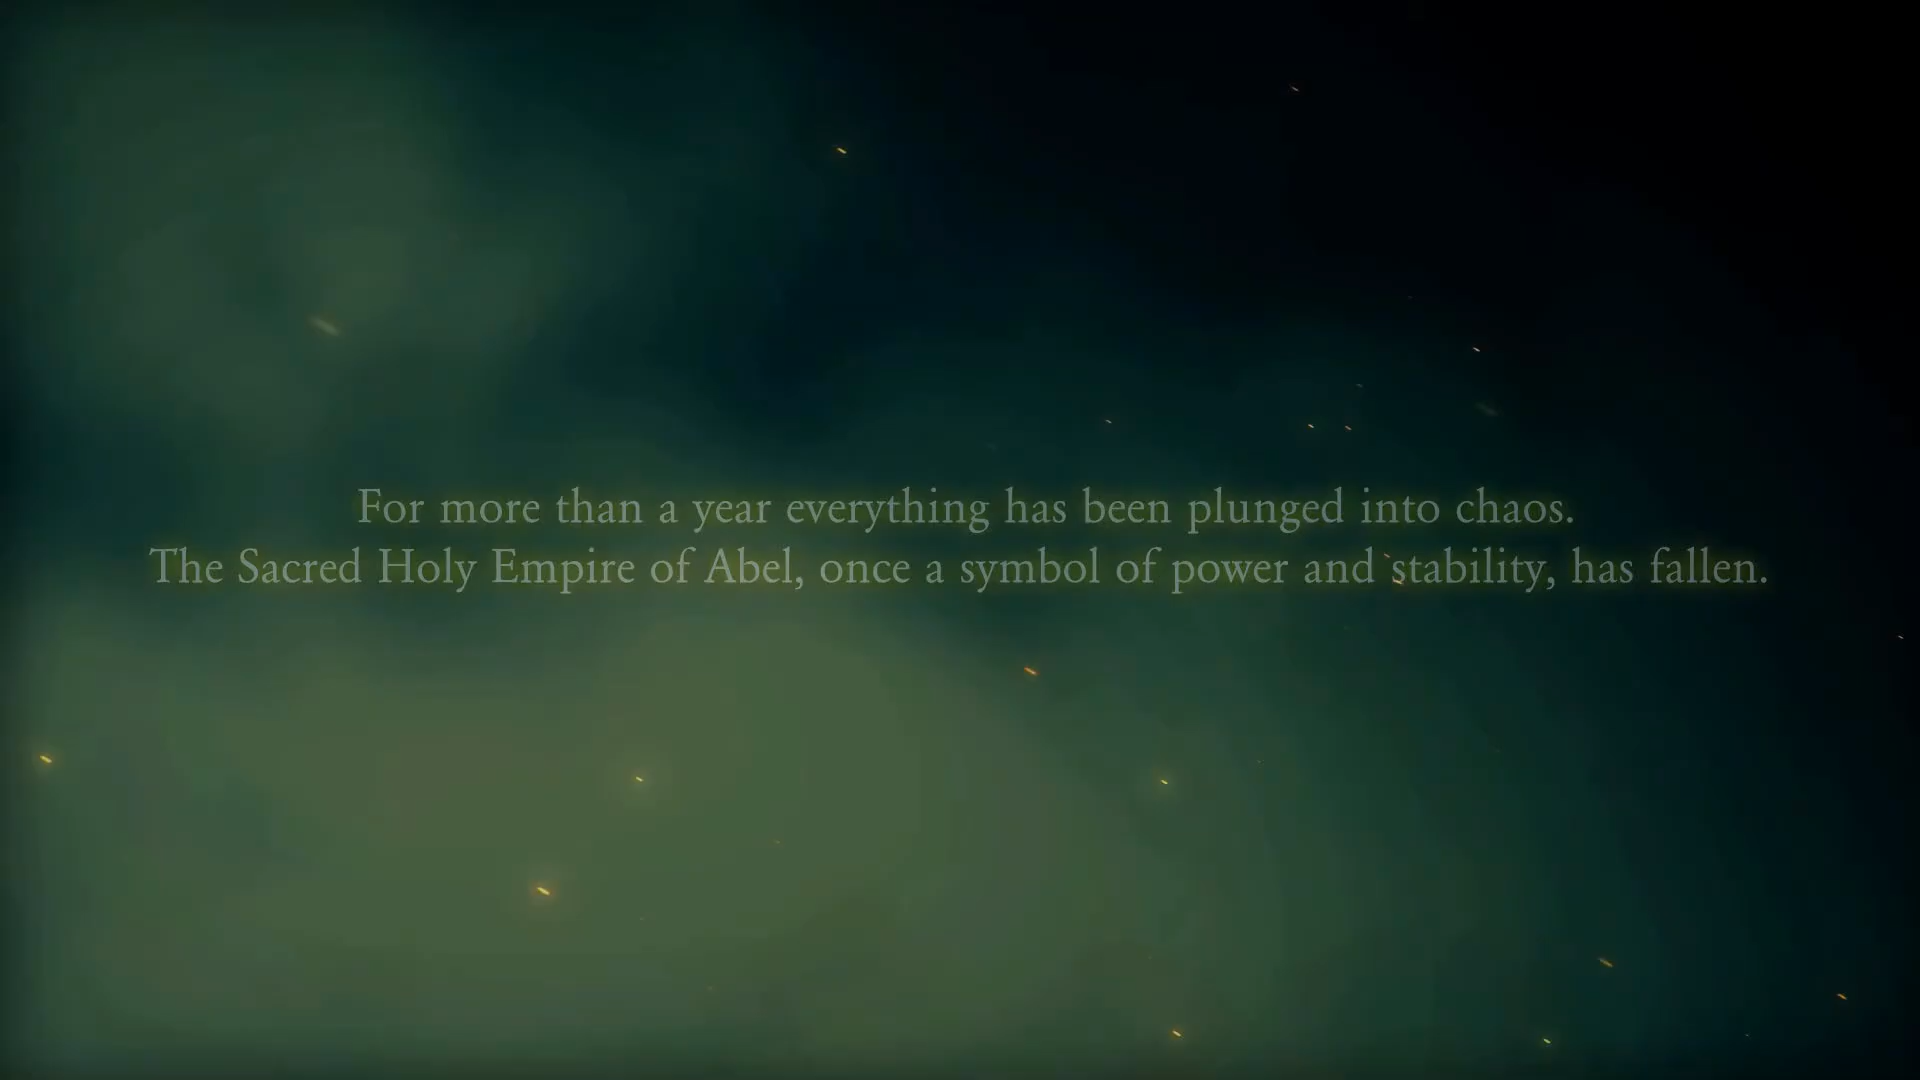 For more than a year everything has been plunged into chaos.
The Sacred Holy Empire of Abel, once a symbol of power and stability, has fallen.